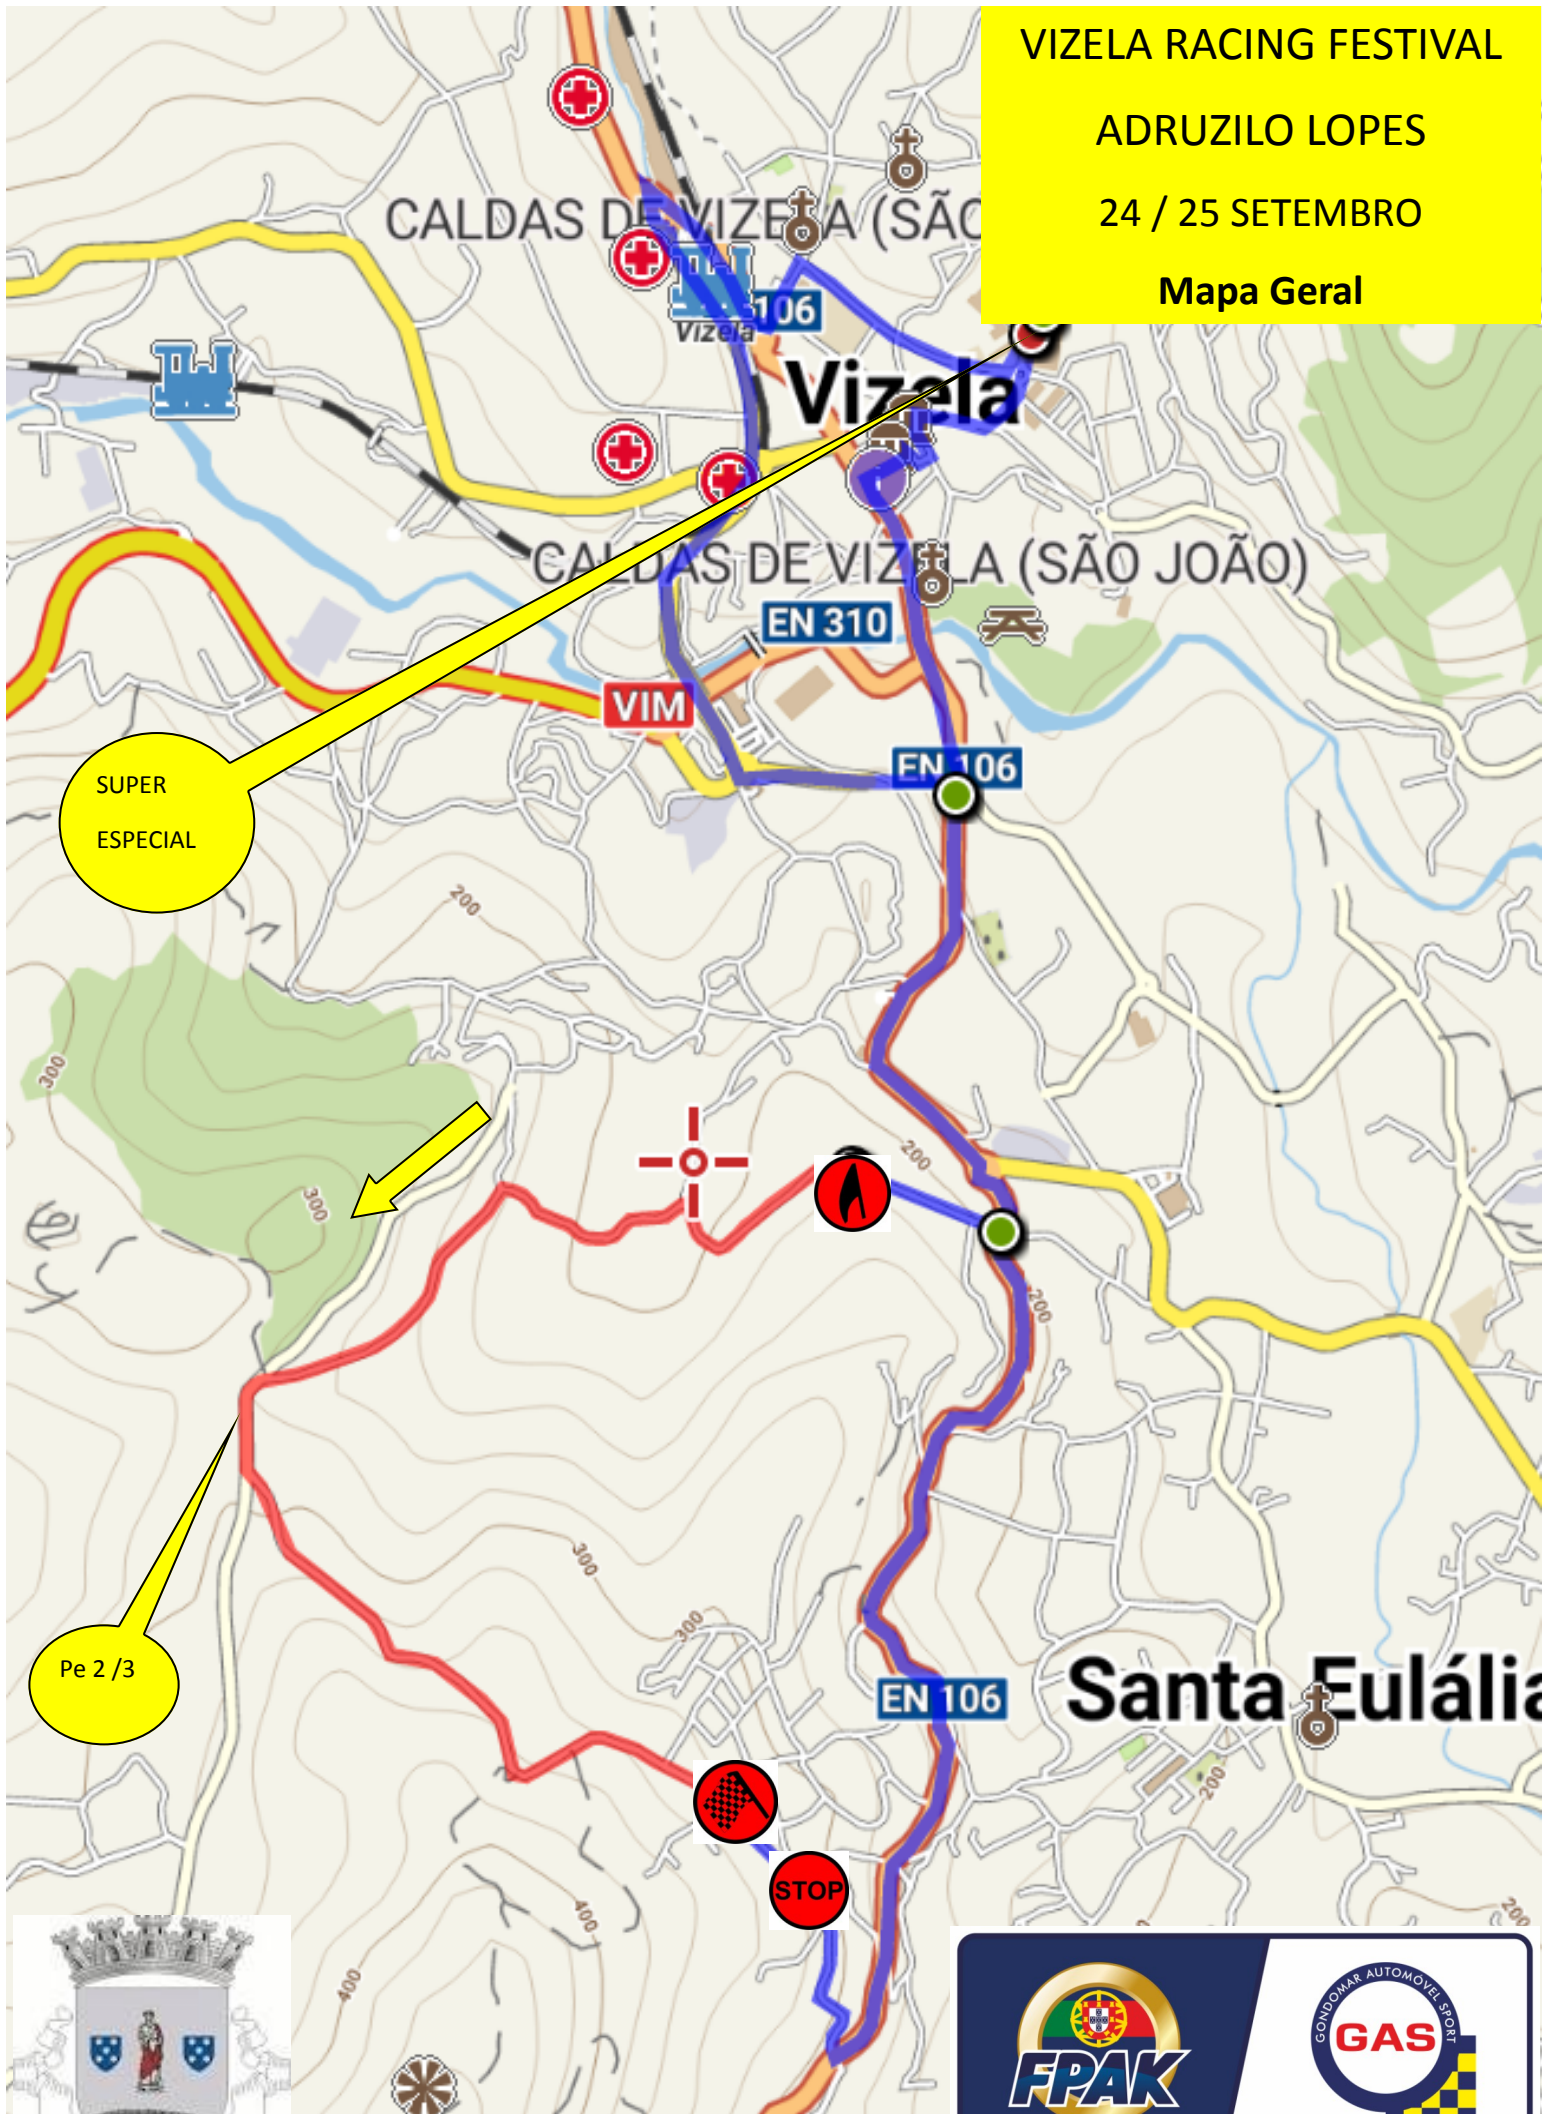 VIZELA RACING FESTIVAL
ADRUZILO LOPES
24 / 25 SETEMBRO
Mapa Geral
CALDAS DE VIZELA (SÃO
106
Vizela
Vizela
CALDAS DE VIZELA (SÃO JOÃO)
EN 310
VIM
EN 106
SUPER
ESPECIAL
200
300
200
300
200
300
300
Pe 2 /3
EN 106
Santa Eulália
200
STOP
400
200
400
GONDOMAR AUTOMÓVEL SPORT
GAS
FPAK